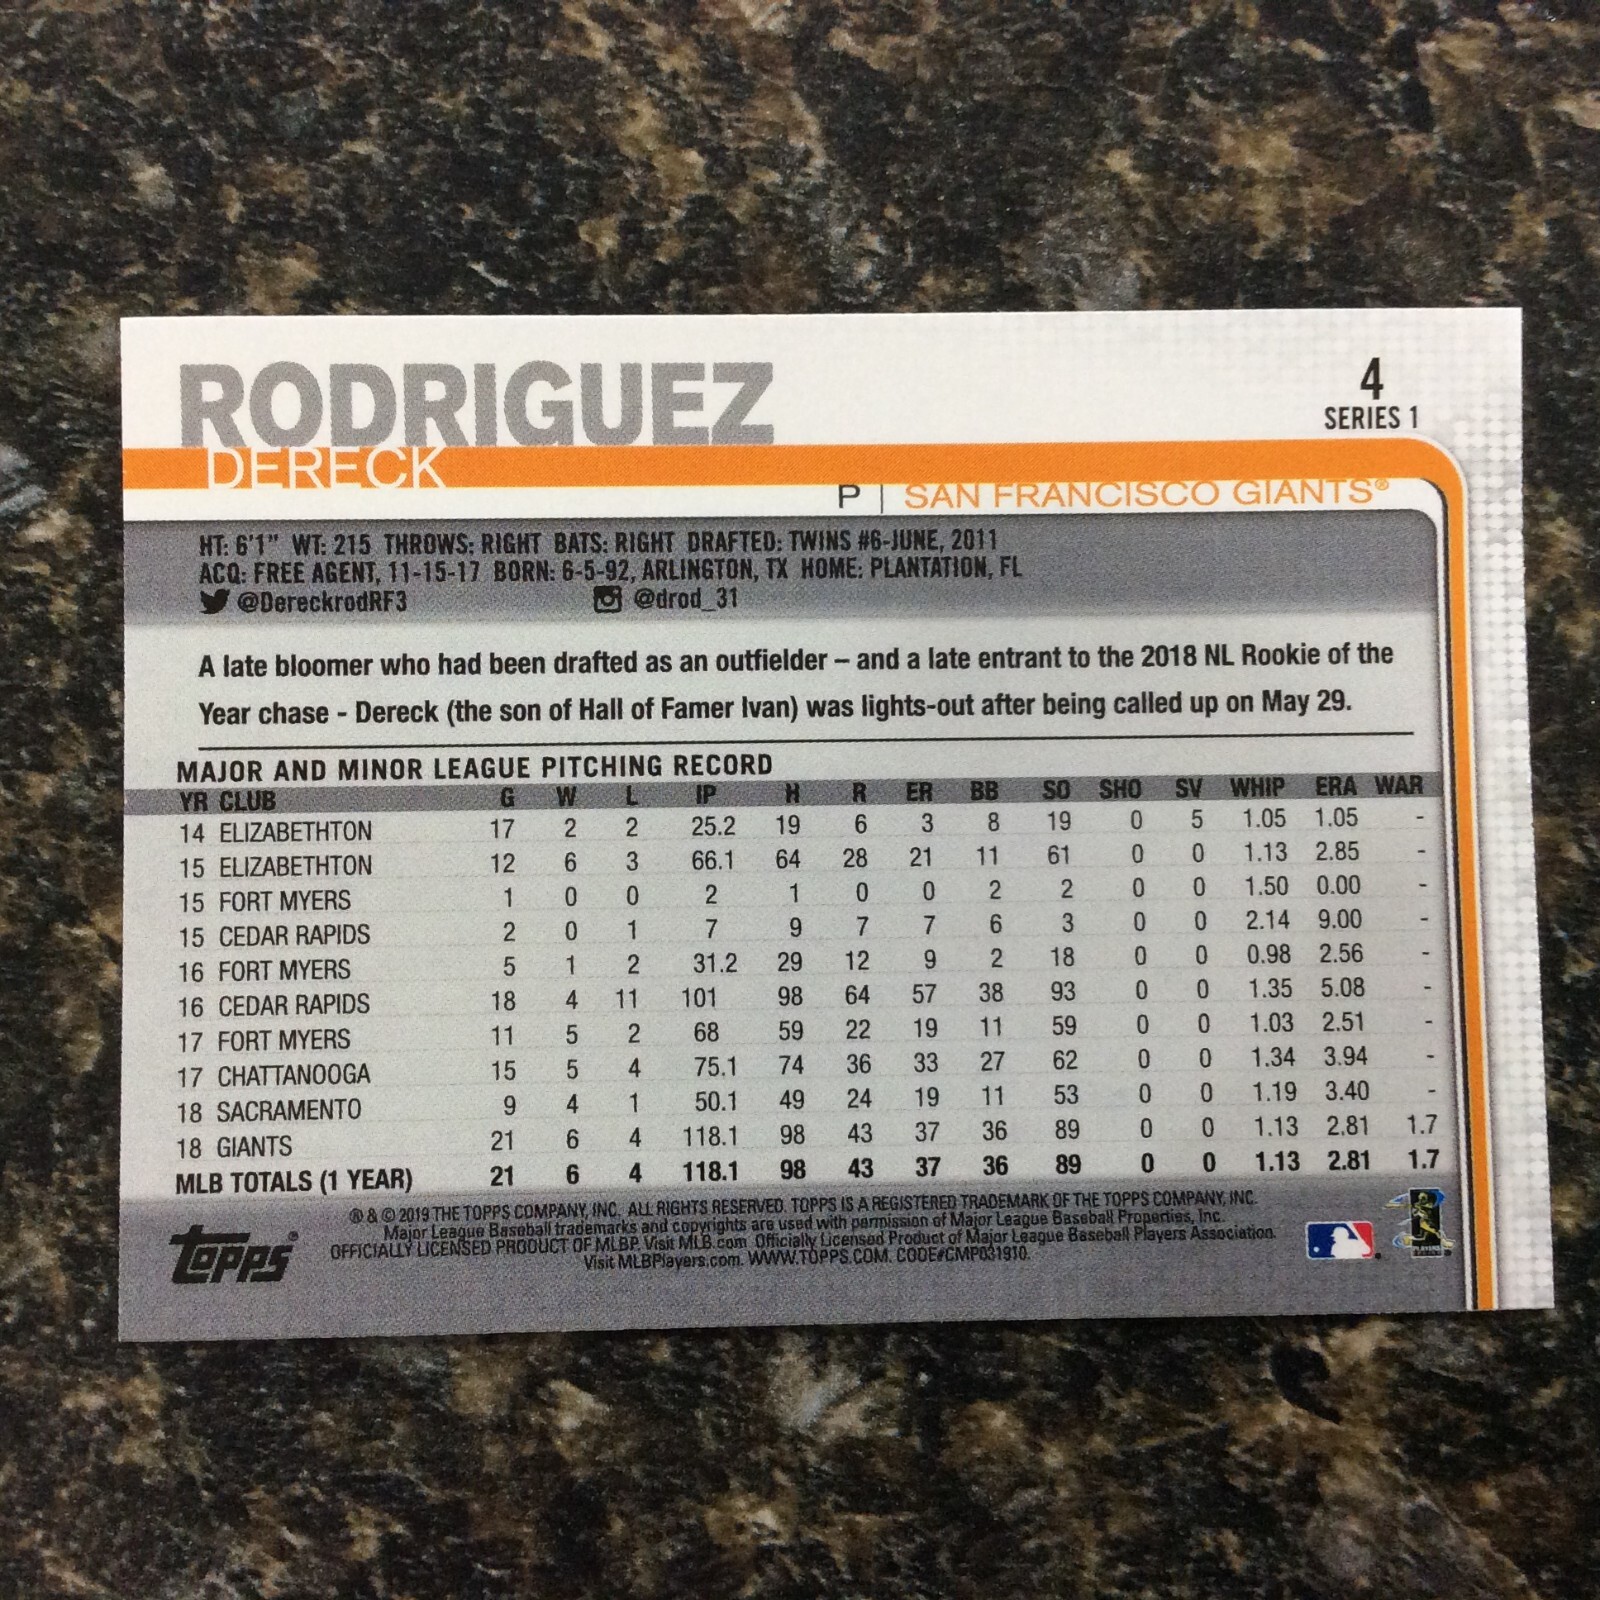 RODRIGUEZ
4
SERIES 1
DERECK
P | SAN FRANCISCO GIANTS®
HT: 6'1" WT: 215 THROWS: RIGHT BATS: RIGHT DRAFTED: TWINS #6-JUNE, 2011
ACQ: FREE AGENT, 11-15-17 BORN: 6-5-92, ARLINGTON, TX HOME: PLANTATION, FL
@DereckrodRF3 @drod_31
A late bloomer who had been drafted as an outfielder – and a late entrant to the 2018 NL Rookie of the
Year chase - Dereck (the son of Hall of Famer Ivan) was lights-out after being called up on May 29.
MAJOR AND MINOR LEAGUE PITCHING RECORD
YR CLUB G W L IP H R ER BB SO SHO SV WHIP ERA WAR
14 ELIZABETHTON 17 2 2 25.2 19 6 3 8 19 0 5 1.05 1.05 -
15 ELIZABETHTON 12 6 3 66.1 64 28 21 11 61 0 0 1.13 2.85 -
15 FORT MYERS 1 0 0 2 1 0 0 2 2 0 0 1.50 0.00 -
15 CEDAR RAPIDS 2 0 1 7 9 7 7 6 3 0 0 2.14 9.00 -
16 FORT MYERS 5 1 2 31.2 29 12 9 2 18 0 0 0.98 2.56 -
16 CEDAR RAPIDS 18 4 11 101 98 64 57 38 93 0 0 1.35 5.08 -
17 FORT MYERS 11 5 2 68 59 22 19 11 59 0 0 1.03 2.51 -
17 CHATTANOOGA 15 5 4 75.1 74 36 33 27 62 0 0 1.34 3.94 -
18 SACRAMENTO 9 4 1 50.1 49 24 19 11 53 0 0 1.19 3.40 -
18 GIANTS 21 6 4 118.1 98 43 37 36 89 0 0 1.13 2.81 1.7
MLB TOTALS (1 YEAR) 21 6 4 118.1 98 43 37 36 89 0 0 1.13 2.81 1.7
® & © 2019 THE TOPPS COMPANY, INC. ALL RIGHTS RESERVED. TOPPS IS A REGISTERED TRADEMARK OF THE TOPPS COMPANY, INC.
Major League Baseball trademarks and copyrights are used with permission of Major League Baseball Properties, Inc.
OFFICIALLY LICENSED PRODUCT OF MLBP. Visit MLB.com Officially Licensed Product of Major League Baseball Players Association.
Visit MLBPlayers.com. WWW.TOPPS.COM. CODE#CMP031910.
topps®
PLAYERS